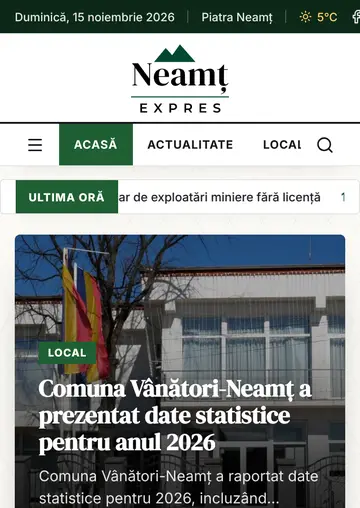 Duminică, 15 noiembrie 2026 Piatra Neamț 5°C
Neamț
EXPRES
ACASĂ ACTUALITATE LOCAL
ULTIMA ORĂ ar de exploatări miniere fără licență 1
LOCAL
Comuna Vânători-Neamț a
prezentat date statistice
pentru anul 2026
Comuna Vânători-Neamț a raportat date
statistice pentru 2026, incluzând...